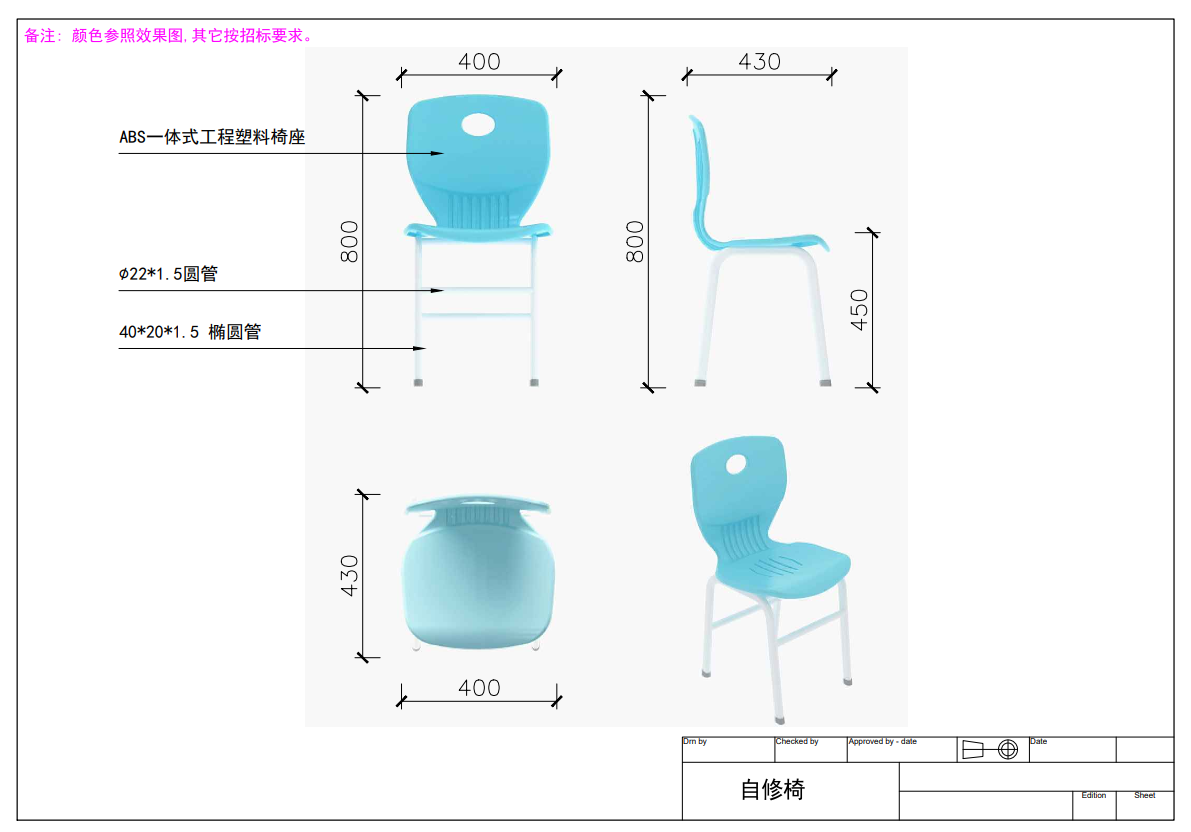 备注: 颜色参照效果图,其它按招标要求。
400
430
ABS一体式工程塑料椅座
800
800
ø22*1.5圆管
450
40*20*1.5 椭圆管
430
400
Drn by
Checked by
Approved by - date
Date
自修椅
Edition
Sheet